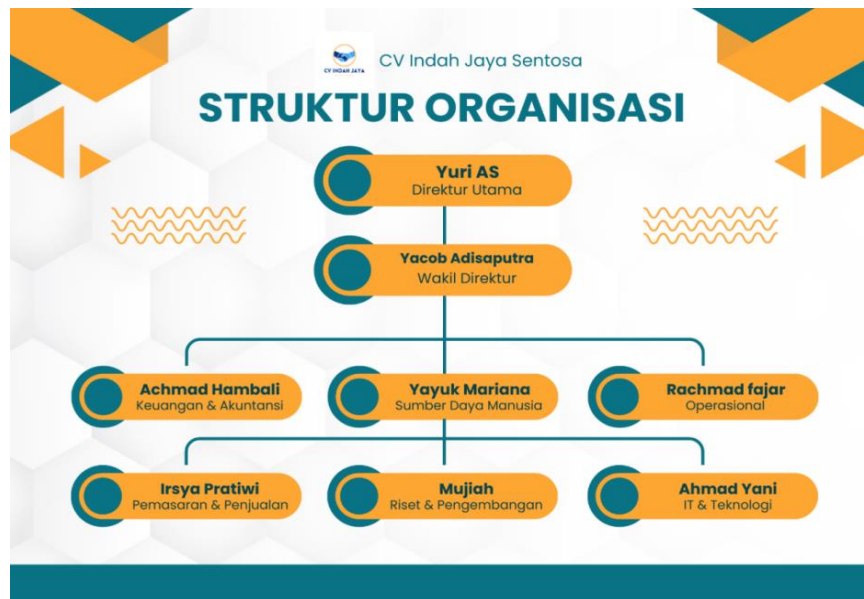 CV INDAH JAYA
CV Indah Jaya Sentosa
STRUKTUR ORGANISASI
Yuri AS
Direktur Utama
Yacob Adisaputra
Wakil Direktur
Achmad Hambali
Keuangan & Akuntansi
Yayuk Mariana
Sumber Daya Manusia
Rachmad fajar
Operasional
Irsya Pratiwi
Pemasaran & Penjualan
Mujiah
Riset & Pengembangan
Ahmad Yani
IT & Teknologi